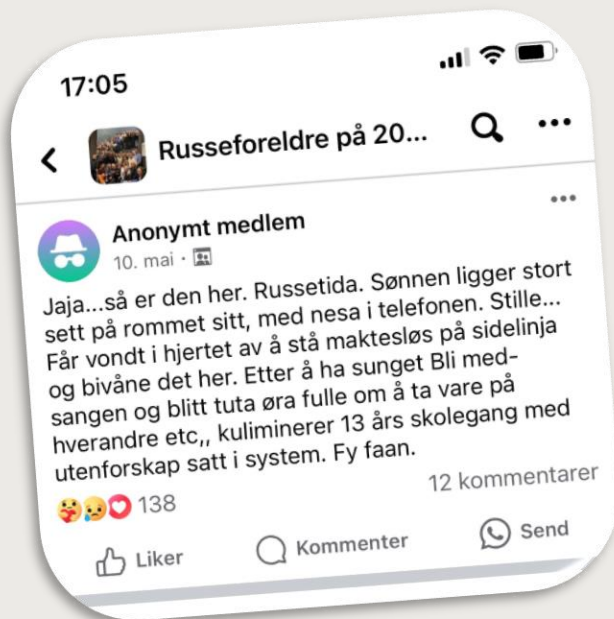 17:05
Russeforeldre på 20...
Anonymt medlem
10. mai ·
Jaja...så er den her. Russetida. Sønnen ligger stort
sett på rommet sitt, med nesa i telefonen. Stille...
Får vondt i hjertet av å stå maktesløs på sidelinja
og bivåne det her. Etter å ha sunget Bli med-
sangen og blitt tuta øra fulle om å ta vare på
hverandre etc,, kuliminerer 13 års skolegang med
utenforskap satt i system. Fy faan.
138
12 kommentarer
Liker
Kommenter
Send